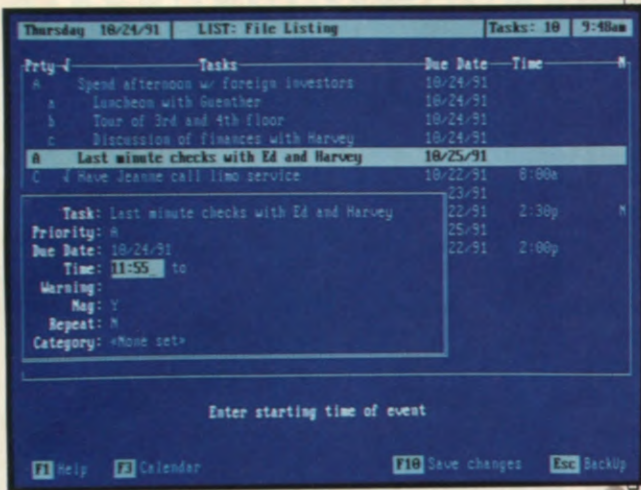 Thursday 10/24/91 LIST: File Listing Tasks: 10 9:48am
Prty √ Tasks Due Date Time N
A Spend afternoon w/ foreign investors 10/24/91
a Luncheon with Guenther 10/24/91
b Tour of 3rd and 4th floor 10/24/91
c Discussion of finances with Harvey 10/24/91
A Last minute checks with Ed and Harvey 10/25/91
C √ Have Jeanne call limo service 10/22/91 8:00a
23/91
Task: Last minute checks with Ed and Harvey 22/91 2:30p N
Priority: A 25/91
Due Date: 10/24/91 22/91 2:00p
Time: 11:55_ to
Warning:
Nag: Y
Repeat: N
Category: «None set»
Enter starting time of event
F1 Help F3 Calendar F10 Save changes Esc BackUp